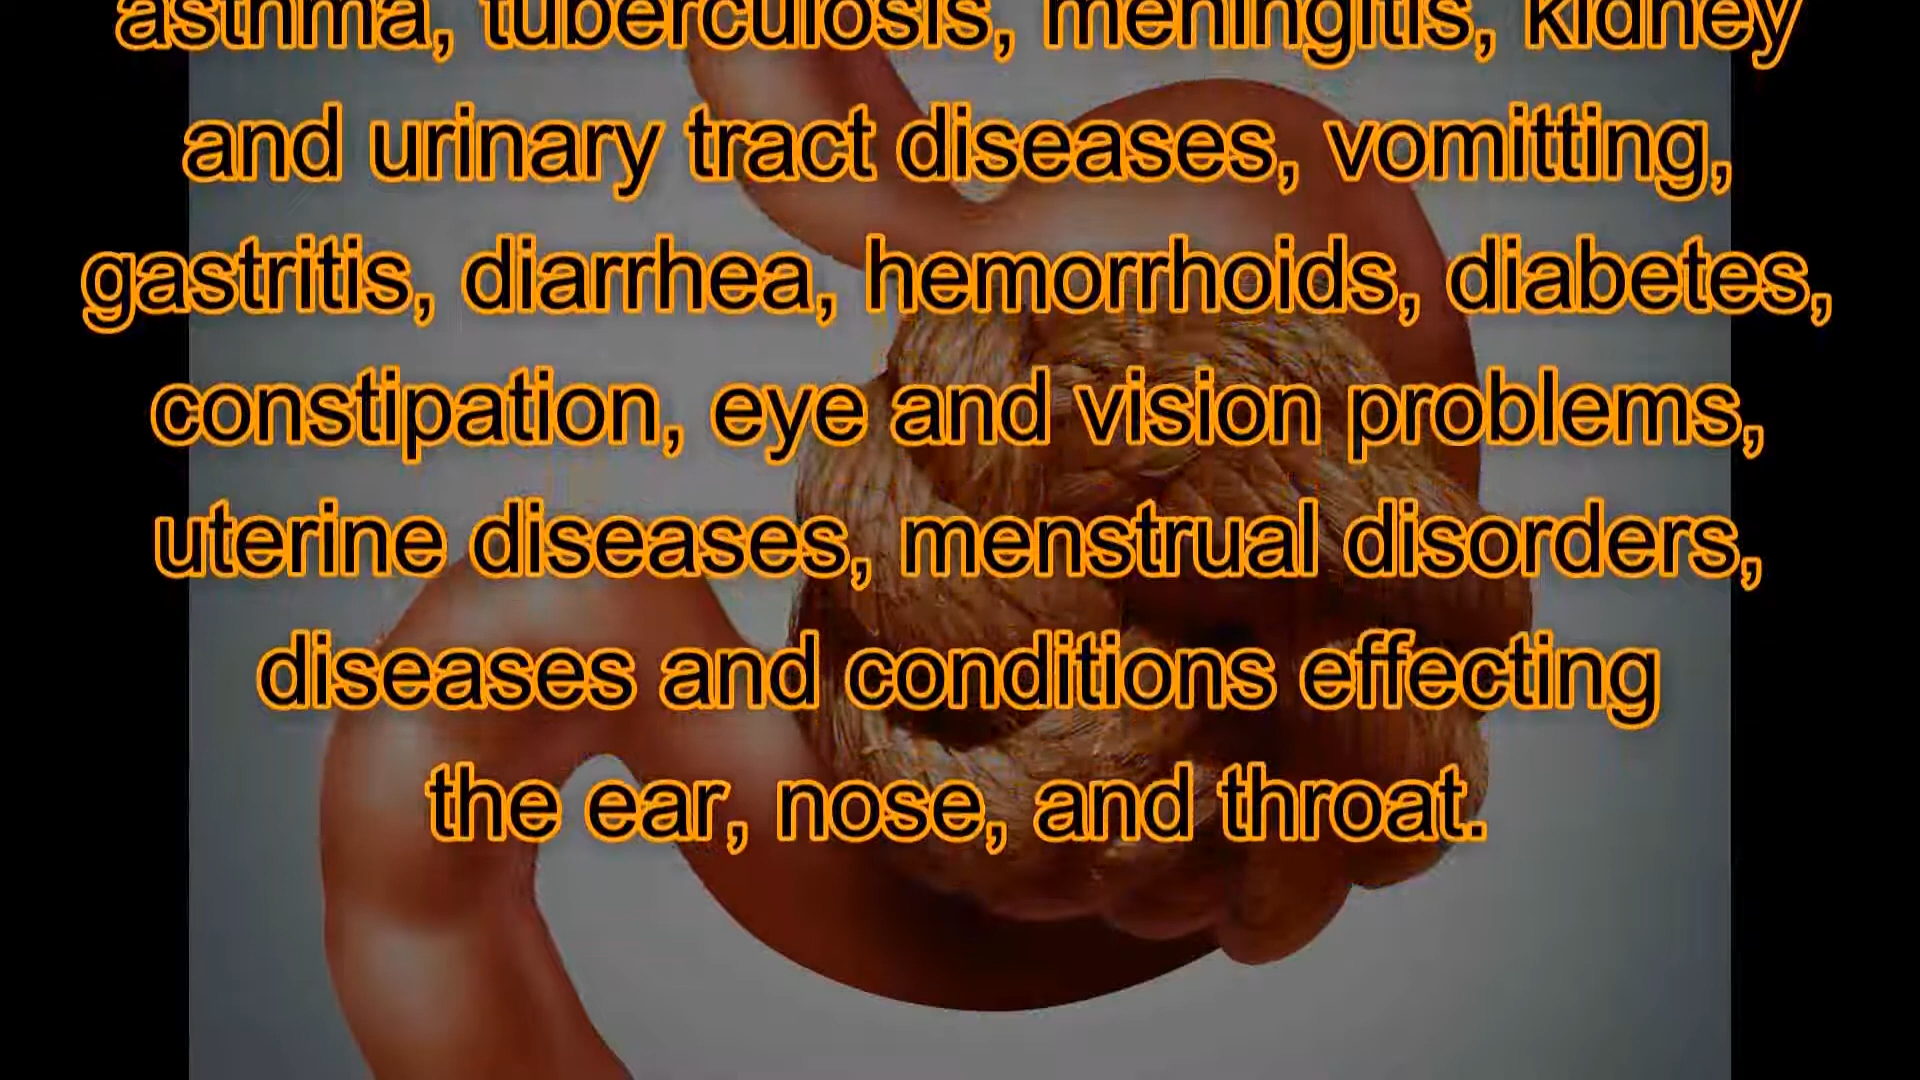 asthma, tuberculosis, meningitis, kidney
and urinary tract diseases, vomitting,
gastritis, diarrhea, hemorrhoids, diabetes,
constipation, eye and vision problems,
uterine diseases, menstrual disorders,
diseases and conditions effecting
the ear, nose, and throat.